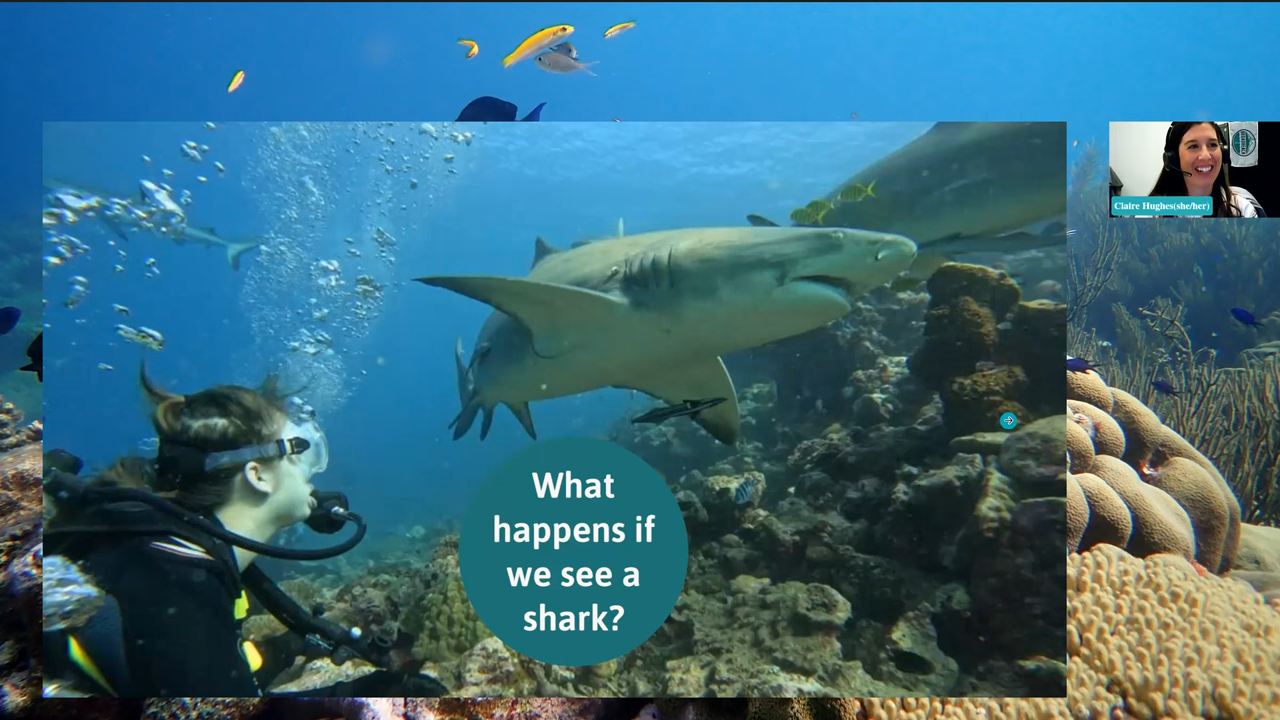 What
happens if
we see a
shark?
Claire Hughes(she/her)